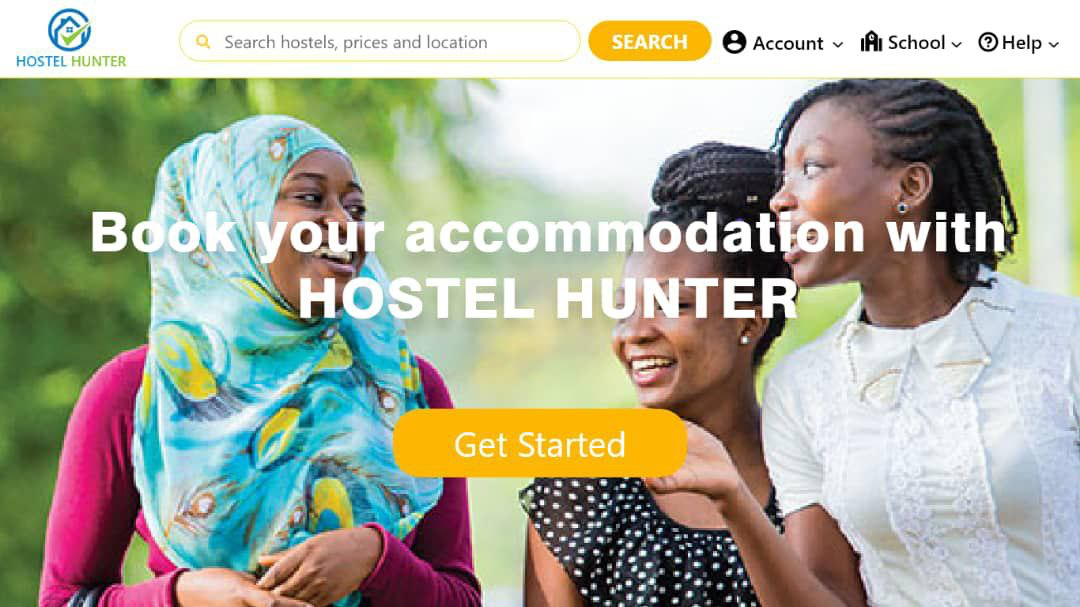 HOSTEL HUNTER
Search hostels, prices and location
SEARCH
Account
School
Help
Book your accommodation with
HOSTEL HUNTER
Get Started